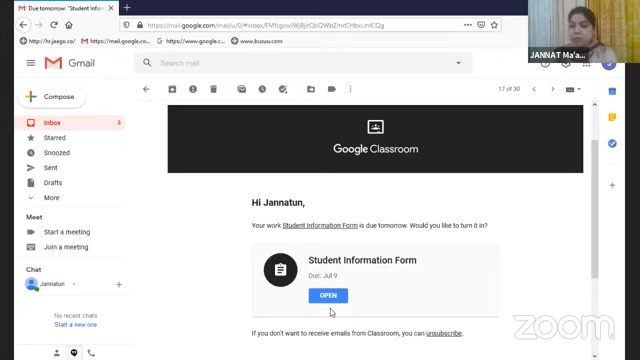 Due tomorrow: "Student Inform
https://mail.google.com/mail/u/0/#inbox/
http://hr.jaago.cc
https://mail.google.com/
https://www.google.c
www.busuu.com
JANNAT Ma'a...
Gmail
Search mail
Compose
17 of 30
Inbox 3
Starred
Snoozed
Sent
Drafts
More
Meet
Start a meeting
Join a meeting
Chat
Jannatun
No recent chats
Start a new one
Google Classroom
Hi Jannatun,
Your work Student Information Form is due tomorrow. Would you like to turn it in?
Student Information Form
Due: Jul 9
OPEN
If you don't want to receive emails from Classroom, you can unsubscribe.
zoom